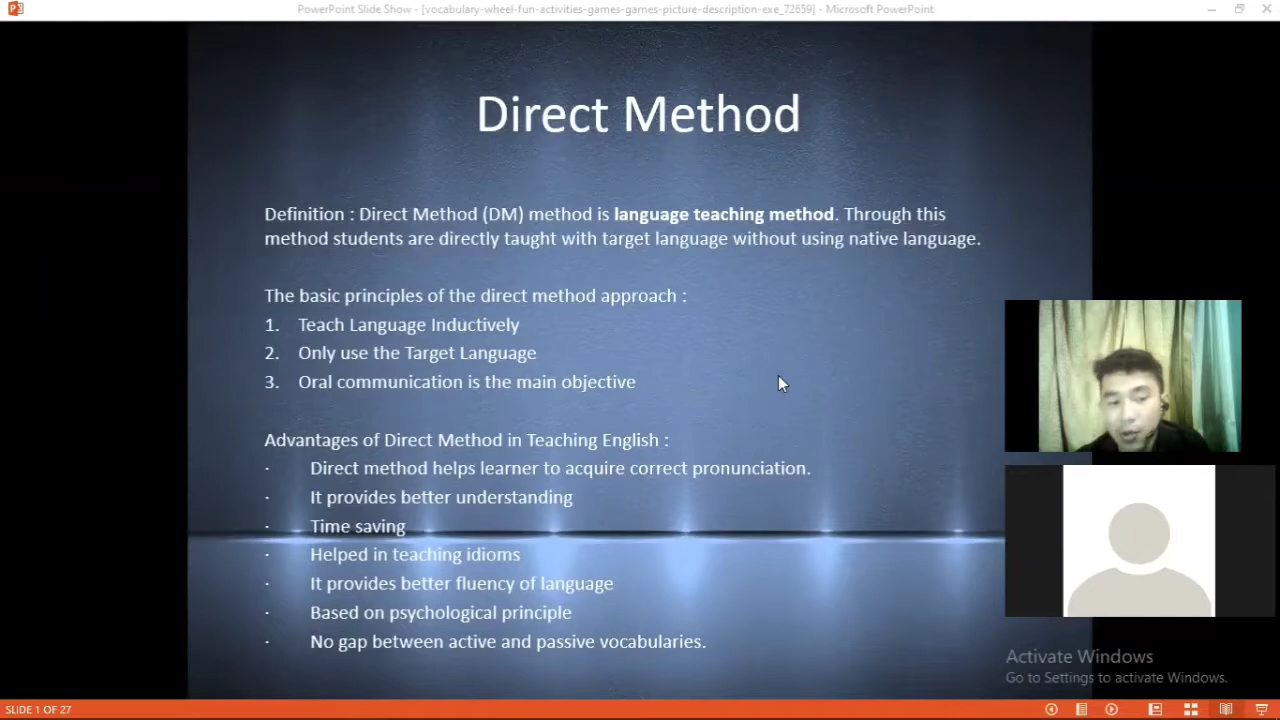 PowerPoint Slide Show - [vocabulary-wheel-fun-activities-games-games-picture-description-exe_72659] - Microsoft PowerPoint
Direct Method
Definition : Direct Method (DM) method is language teaching method. Through this
method students are directly taught with target language without using native language.
The basic principles of the direct method approach :
1. Teach Language Inductively
2. Only use the Target Language
3. Oral communication is the main objective
Advantages of Direct Method in Teaching English :
· Direct method helps learner to acquire correct pronunciation.
· It provides better understanding
· Time saving
· Helped in teaching idioms
· It provides better fluency of language
· Based on psychological principle
· No gap between active and passive vocabularies.
Activate Windows
Go to Settings to activate Windows.
SLIDE 1 OF 27